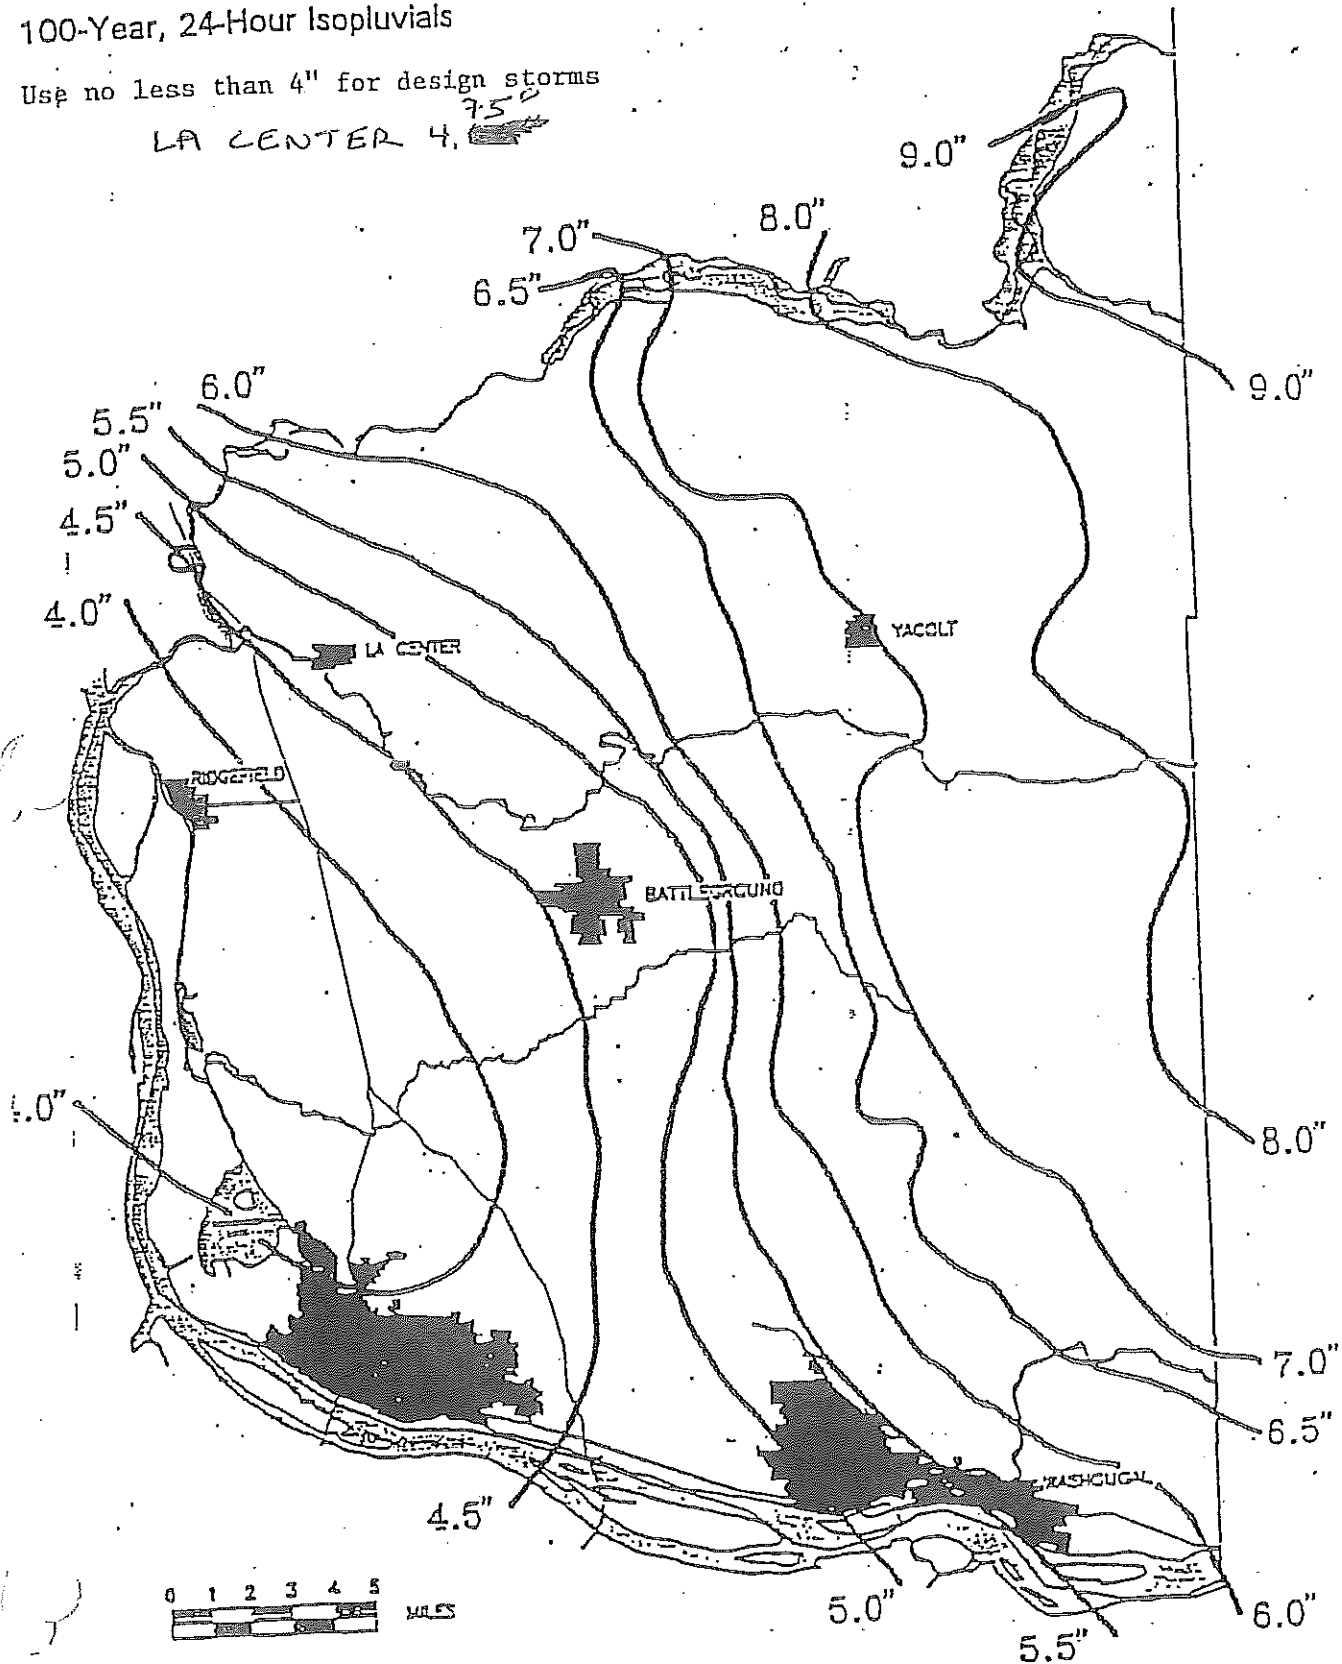 100-Year, 24-Hour Isopluvials
Use no less than 4" for design storms
7.5"
LA CENTER 4.
9.0"
8.0"
7.0"
6.5"
9.0"
6.0"
5.5"
5.0"
4.5"
4.0"
YACOLT
LA CENTER
RIDGEFIELD
BATTLEGROUND
.0"
8.0"
7.0"
6.5"
WASHOUGAL
4.5"
0 1 2 3 4 5
MILES
5.0"
6.0"
5.5"